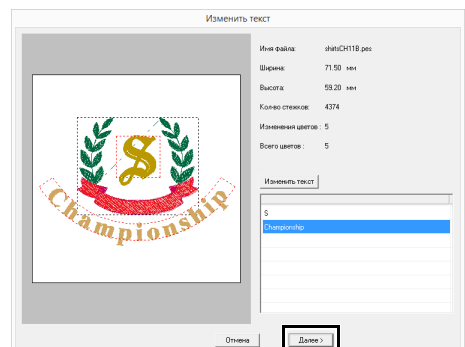 Изменить текст
Имя файла: shirtsCH11B.pes
Ширина: 71.50 мм
Высота: 59.20 мм
Кол-во стежков: 4374
Изменения цветов : 5
Всего цветов : 5
Изменить текст
S
Championship
S
Championship
Отмена
Далее >